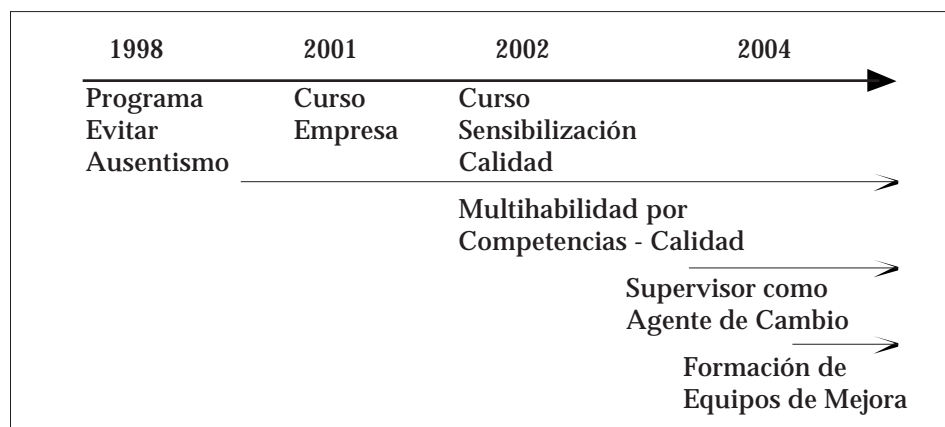 1998 2001 2002 2004
Programa Curso Curso
Evitar Empresa Sensibilización
Ausentismo Calidad
Multihabilidad por
Competencias - Calidad
Supervisor como
Agente de Cambio
Formación de
Equipos de Mejora